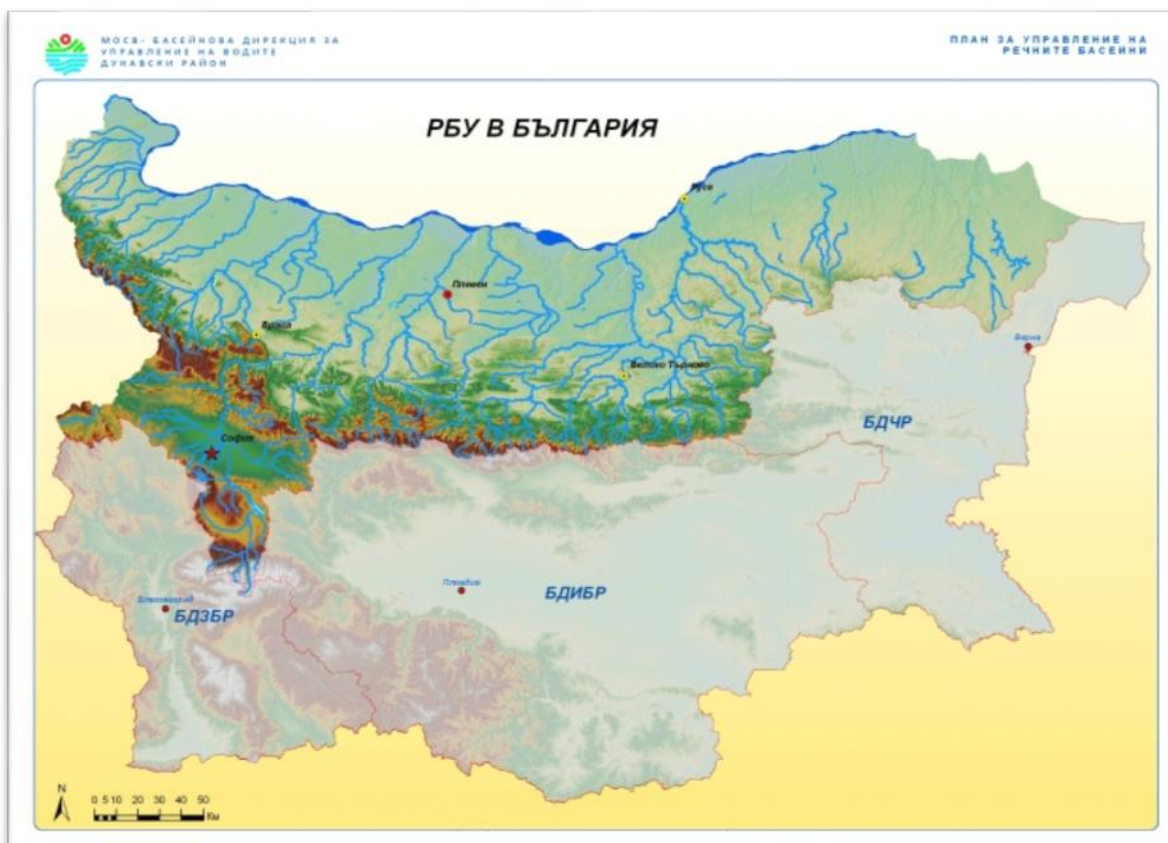 МОСВ- БАСЕЙНОВА ДИРЕКЦИЯ ЗА
УПРАВЛЕНИЕ НА ВОДИТЕ
ДУНАВСКИ РАЙОН
ПЛАН ЗА УПРАВЛЕНИЕ НА
РЕЧНИТЕ БАСЕЙНИ
РБУ В БЪЛГАРИЯ
Русе
Плевен
Враца
Варна
Велико Търново
БДЧР
София
Пловдив
БДИБР
Благоевград
БДЗБР
N
0 5 10 20 30 40 50
Км